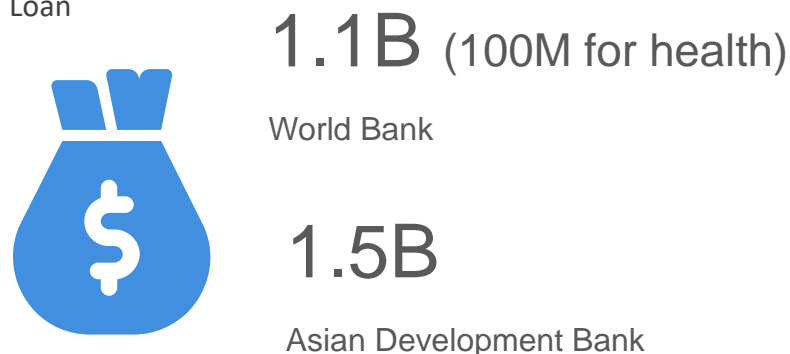 Loan
1.1B (100M for health)
World Bank
$
1.5B
Asian Development Bank